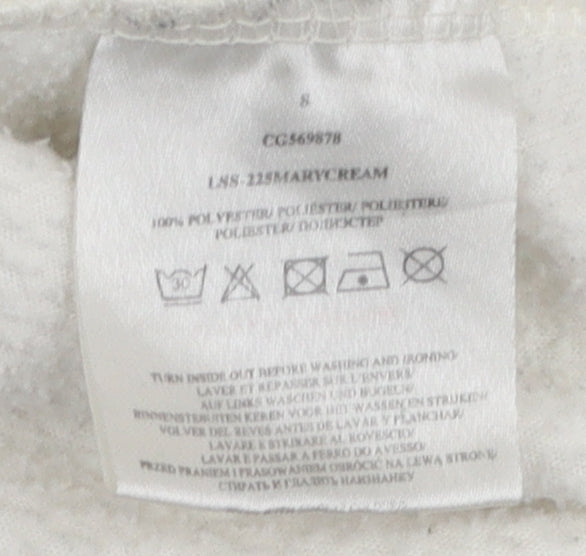 8
CG569878
LSS-225MARYCREAM
100% POLYESTER/ POLIESTER/ POLIESTERE/
POLIESTER/ ПОЛИЭСТЕР
30
TURN INSIDE OUT BEFORE WASHING AND IRONING/
LAVER ET REPASSER SUR L'ENVERS/
AUF LINKS WASCHEN UND BÜGELN/
BINNENSTEBUITEN KEREN VOOR HET WASSEN EN STRIJKEN/
VOLVER DEL REVES ANTES DE LAVAR Y PLANCHAR/
LAVARE E STIRARE AL ROVESCIO/
LAVAR E PASSAR A FERRO DO AVESSO/
PRZED PRANIEM I PRASOWANIEM OBRÓCIĆ NA LEWĄ STRONĘ/
СТИРАТЬ И ГЛАДИТЬ НАИЗНАНКУ